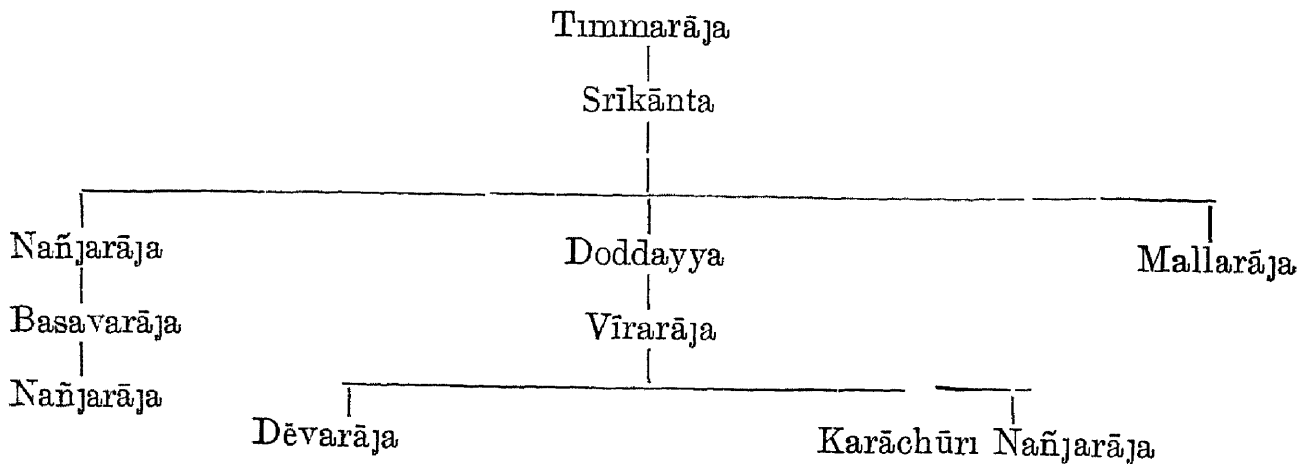 Timmarāja
Srīkānta
Nañjarāja Doddayya Mallarāja
Basavarāja Vīrarāja
Nañjarāja
Dēvarāja Karāchūri Nañjarāja